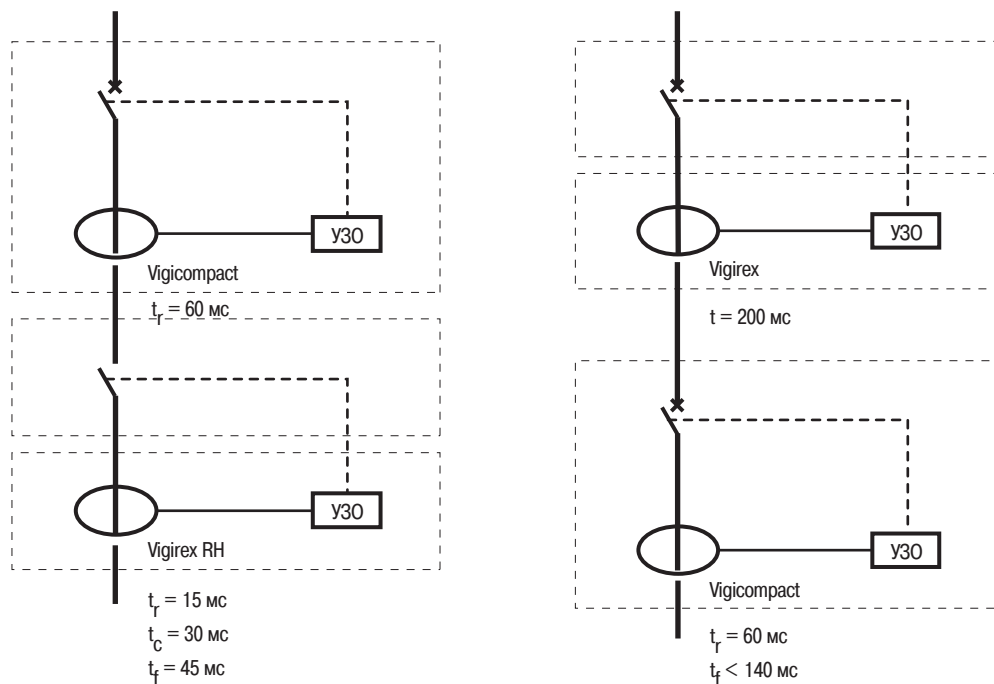 УЗО
Vigicompact
tr = 60 мс
УЗО
Vigirex RH
tr = 15 мс
tc = 30 мс
tf = 45 мс
УЗО
Vigirex
t = 200 мс
УЗО
Vigicompact
tr = 60 мс
tf < 140 мс